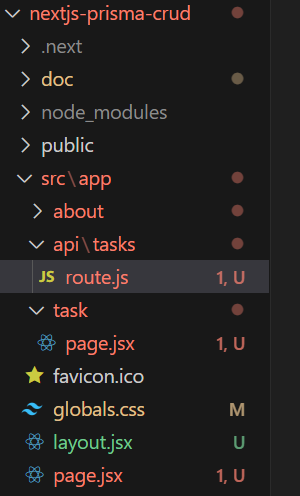 nextjs-prisma-crud
.next
doc
node_modules
public
src\app
about
api\tasks
JS route.js 1, U
task
page.jsx 1, U
favicon.ico
globals.css M
layout.jsx U
page.jsx 1, U